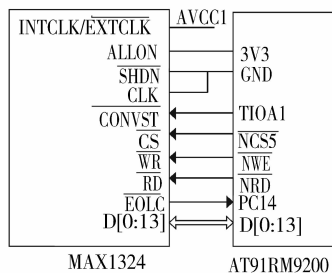 INTCLK/EXTCLK AVCC1
ALLON 3V3
SHDN GND
CLK
CONVST TIOA1
CS NCS5
WR NWE
RD NRD
EOLC PC14
D[0:13] D[0:13]
MAX1324 AT91RM9200